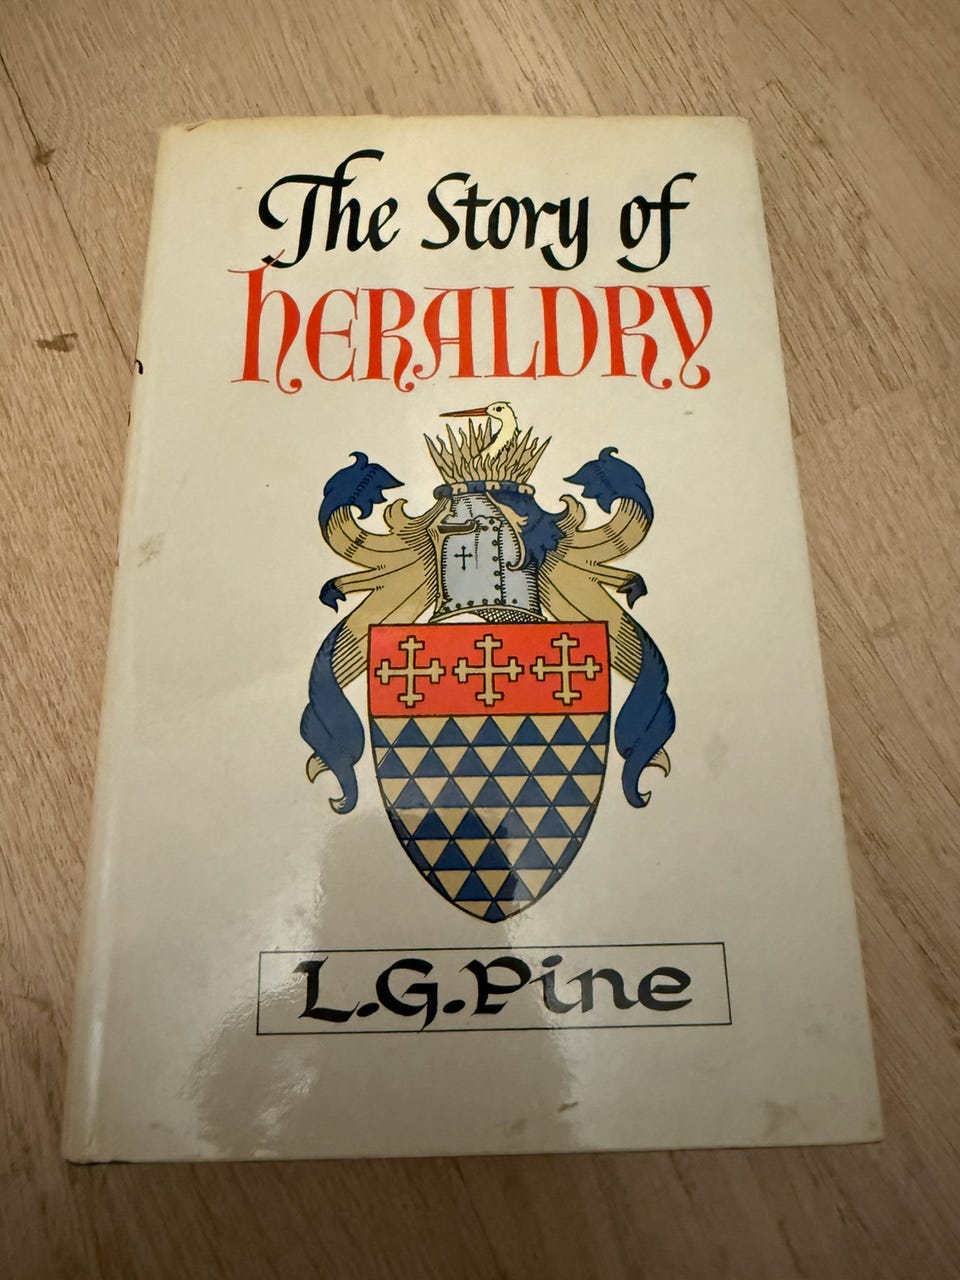 The Story of
HERALDRY
L.G.Pine